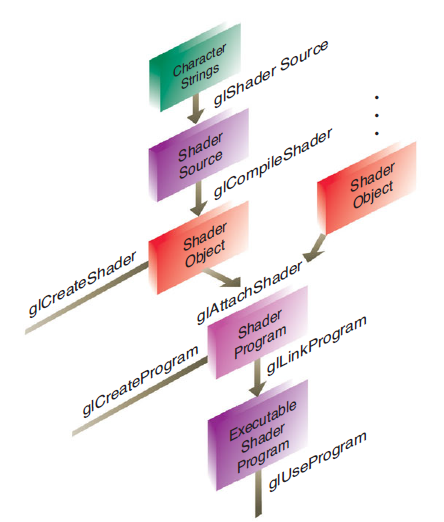 Character
Strings
glShader Source
Shader
Source
glCompileShader
Shader
Object
Shader
Object
glCreateShader
glAttachShader
Shader
Program
glCreateProgram
glLinkProgram
Executable
Shader
Program
glUseProgram